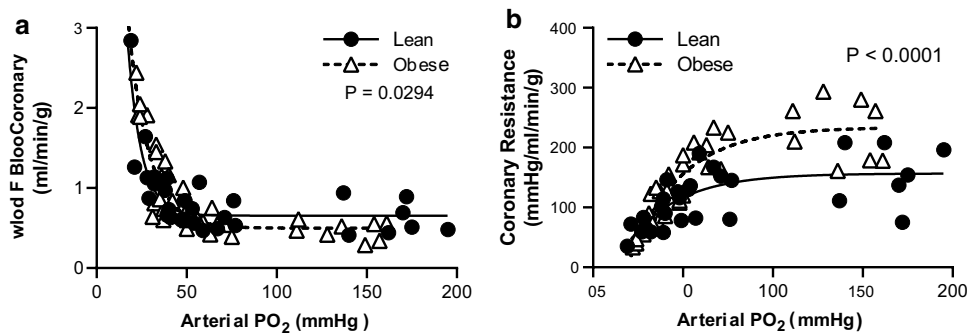 a
wlod F BlooCoronary
(ml/min/g)
3
2
1
0
0 50 100 150 200
Arterial PO2 (mmHg )
Lean
Obese
P = 0.0294
b
Coronary Resistance
(mmHg/ml/min/g)
400
300
200
100
0
05 0 100 150 200
Arterial PO2 (mmHg)
Lean
Obese
P < 0.0001